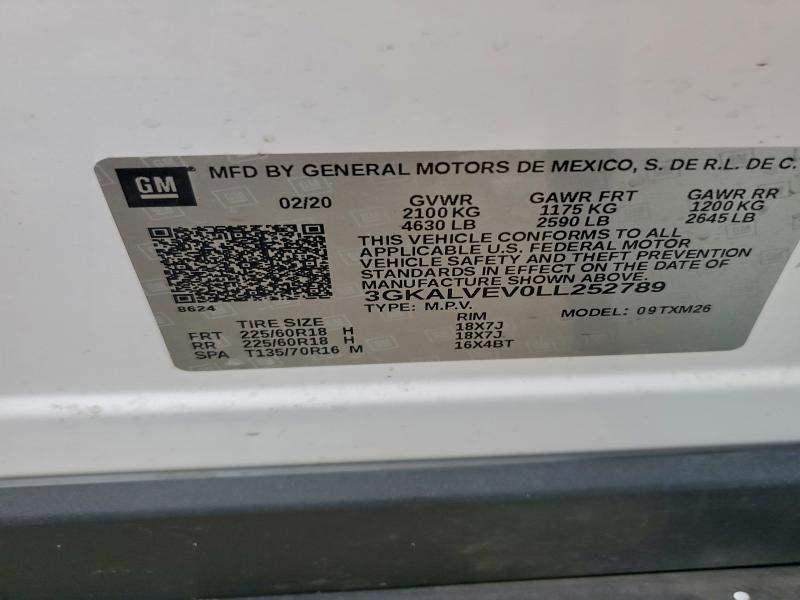 GM MFD BY GENERAL MOTORS DE MEXICO, S. DE R.L. DE C.
02/20 GVWR GAWR FRT GAWR RR
2100 KG 1175 KG 1200 KG
4630 LB 2590 LB 2645 LB
THIS VEHICLE CONFORMS TO ALL
APPLICABLE U.S. FEDERAL MOTOR
VEHICLE SAFETY AND THEFT PREVENTION
STANDARDS IN EFFECT ON THE DATE OF
MANUFACTURE SHOWN ABOVE.
3GKALVEV0LL252789
8624 TYPE: M.P.V. MODEL: 09TXM26
TIRE SIZE RIM
FRT 225/60R18 H 18X7J
RR 225/60R18 H 18X7J
SPA T135/70R16 M 16X4BT